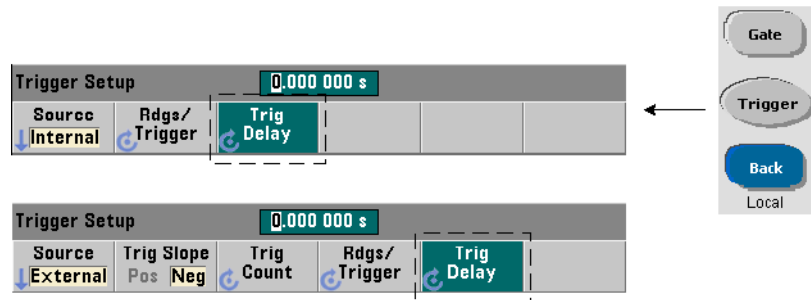 Gate
Trigger Setup 0.000 000 s
Source Rdgs/ Trig
Internal Trigger Delay
Trigger
Back
Local
Trigger Setup 0.000 000 s
Source Trig Slope Trig Rdgs/ Trig
External Pos Neg Count Trigger Delay